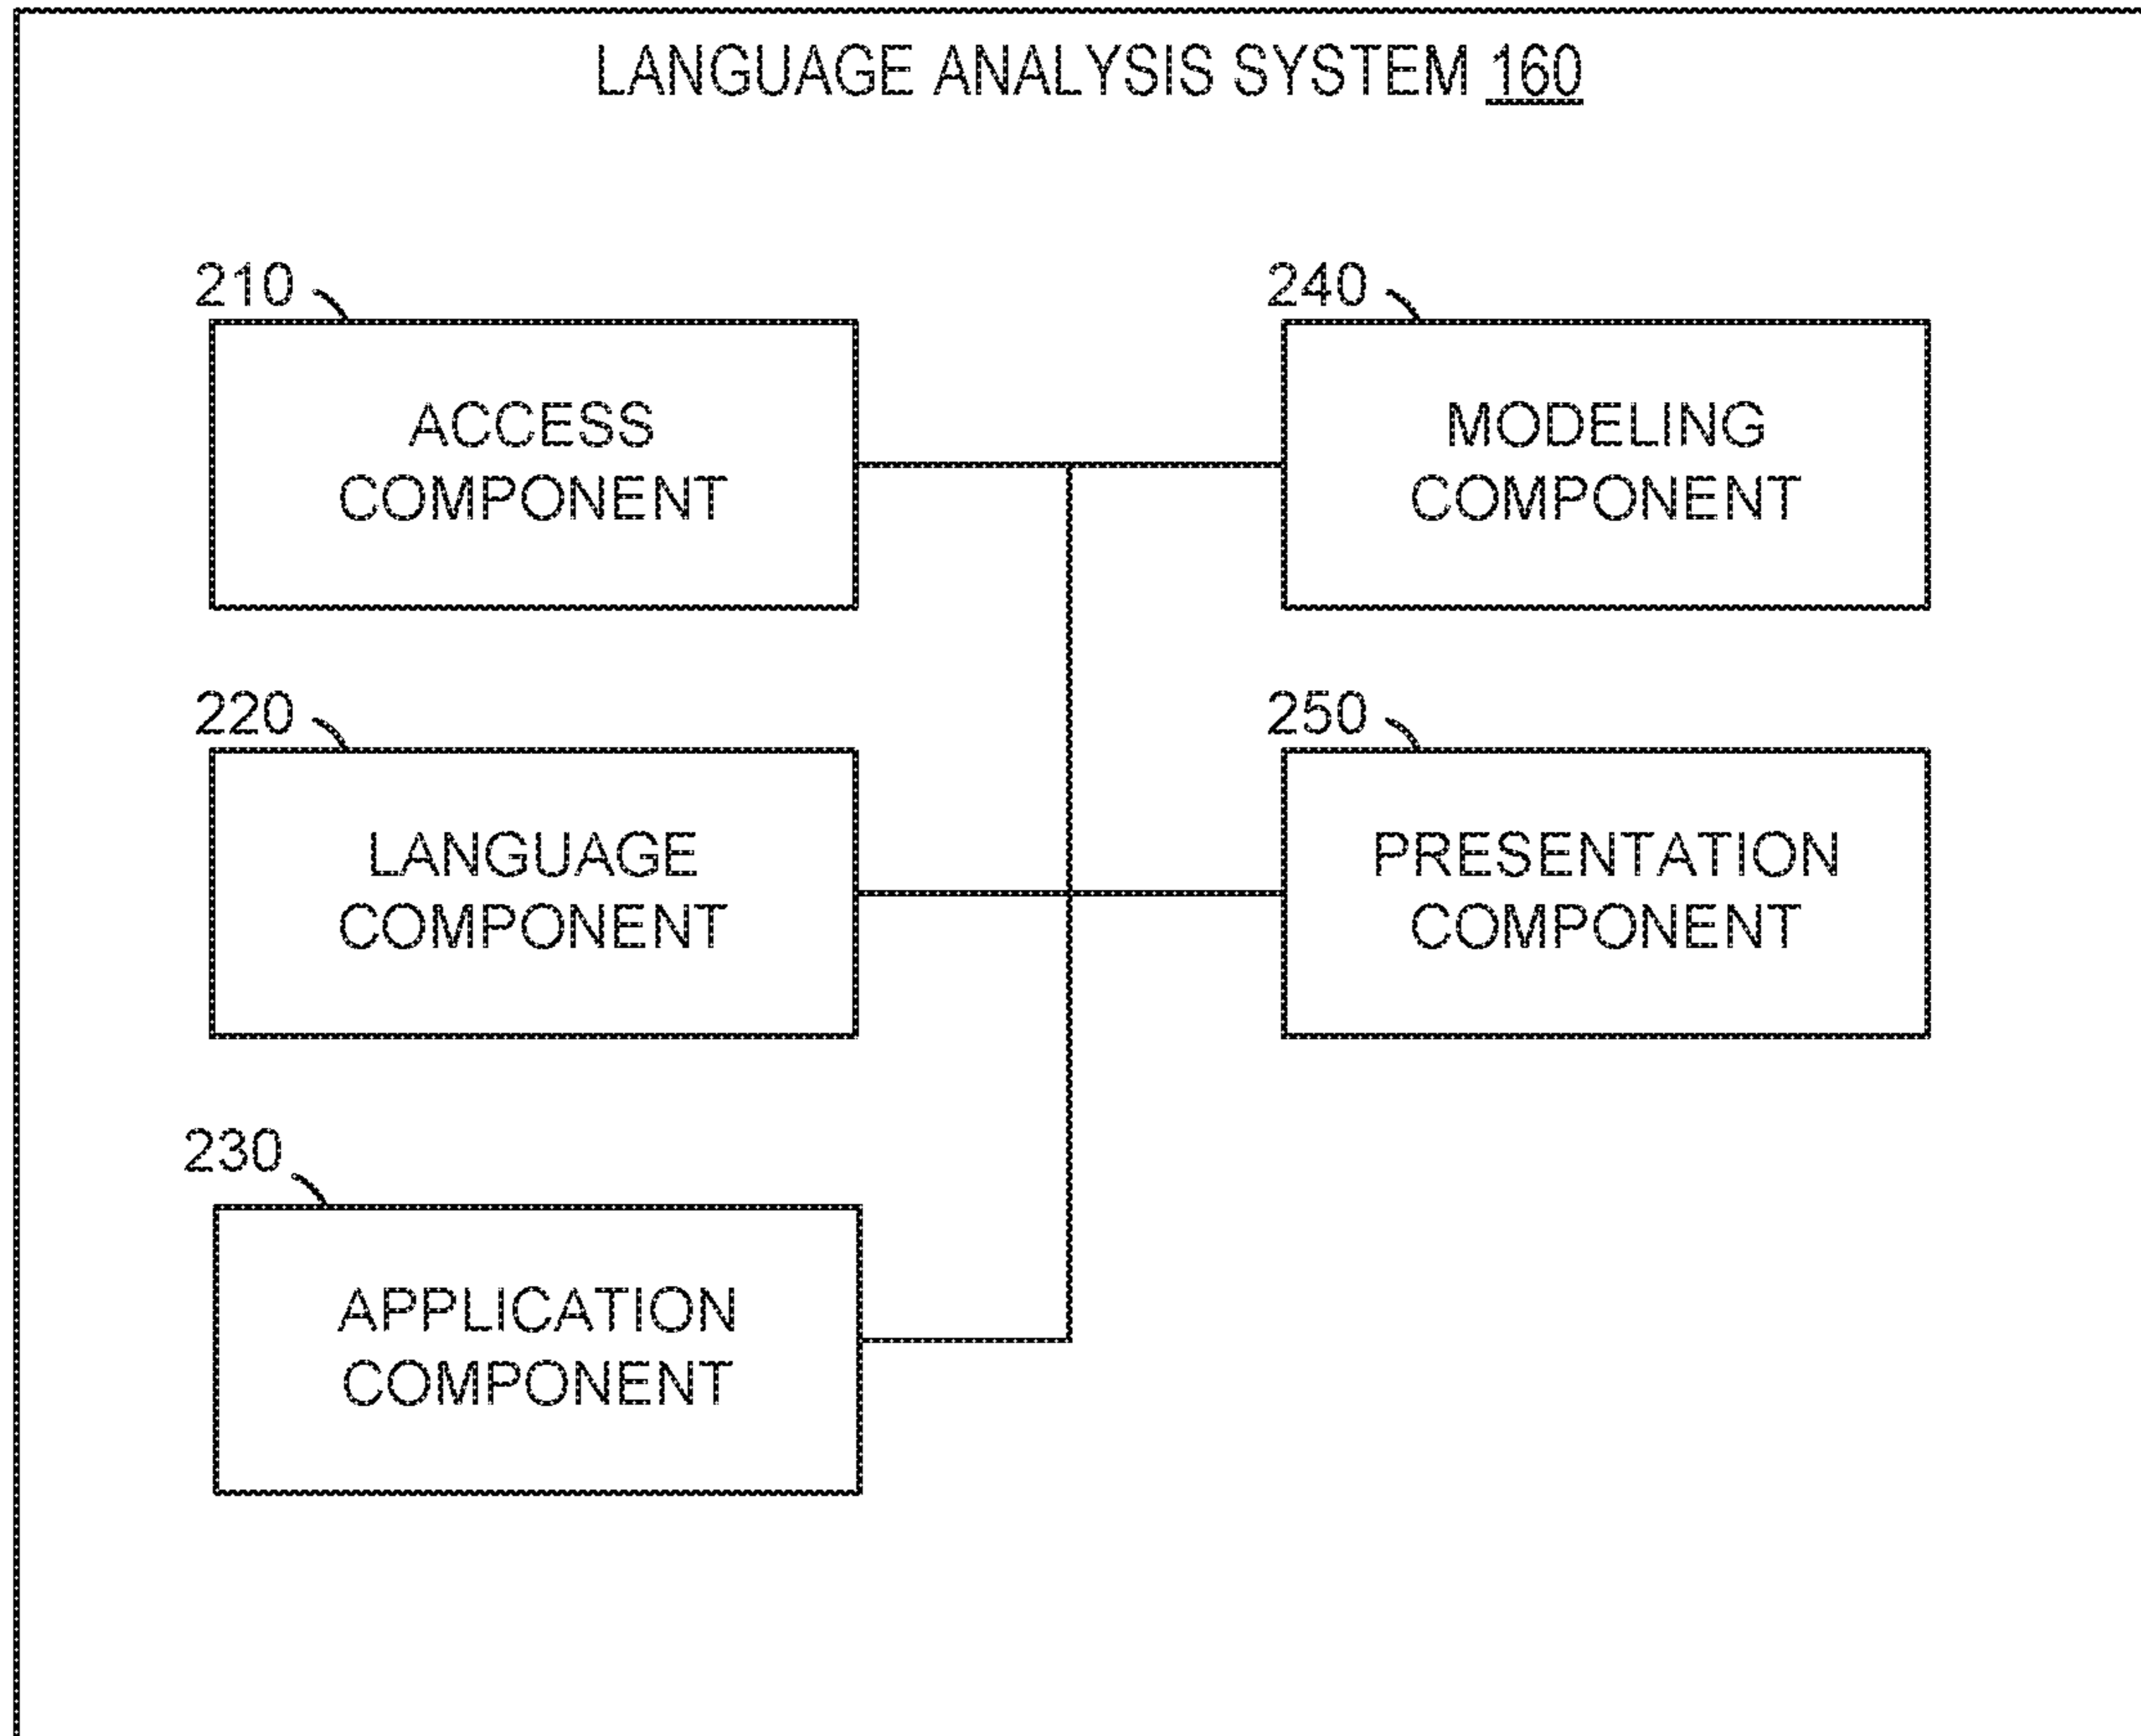 LANGUAGE ANALYSIS SYSTEM 160
210
ACCESS
COMPONENT
240
MODELING
COMPONENT
220
LANGUAGE
COMPONENT
250
PRESENTATION
COMPONENT
230
APPLICATION
COMPONENT